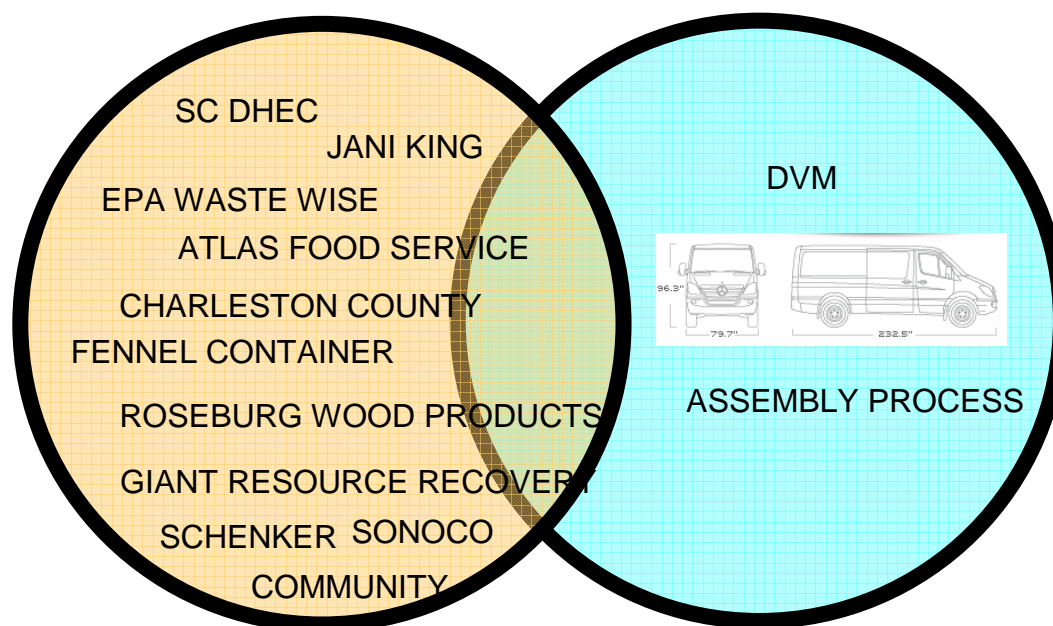 SC DHEC
JANI KING
EPA WASTE WISE
ATLAS FOOD SERVICE
CHARLESTON COUNTY
FENNEL CONTAINER
ROSEBURG WOOD PRODUCTS
GIANT RESOURCE RECOVERY
SCHENKER
SONOCO
COMMUNITY
DVM
96.3"
79.7"
232.5"
ASSEMBLY PROCESS